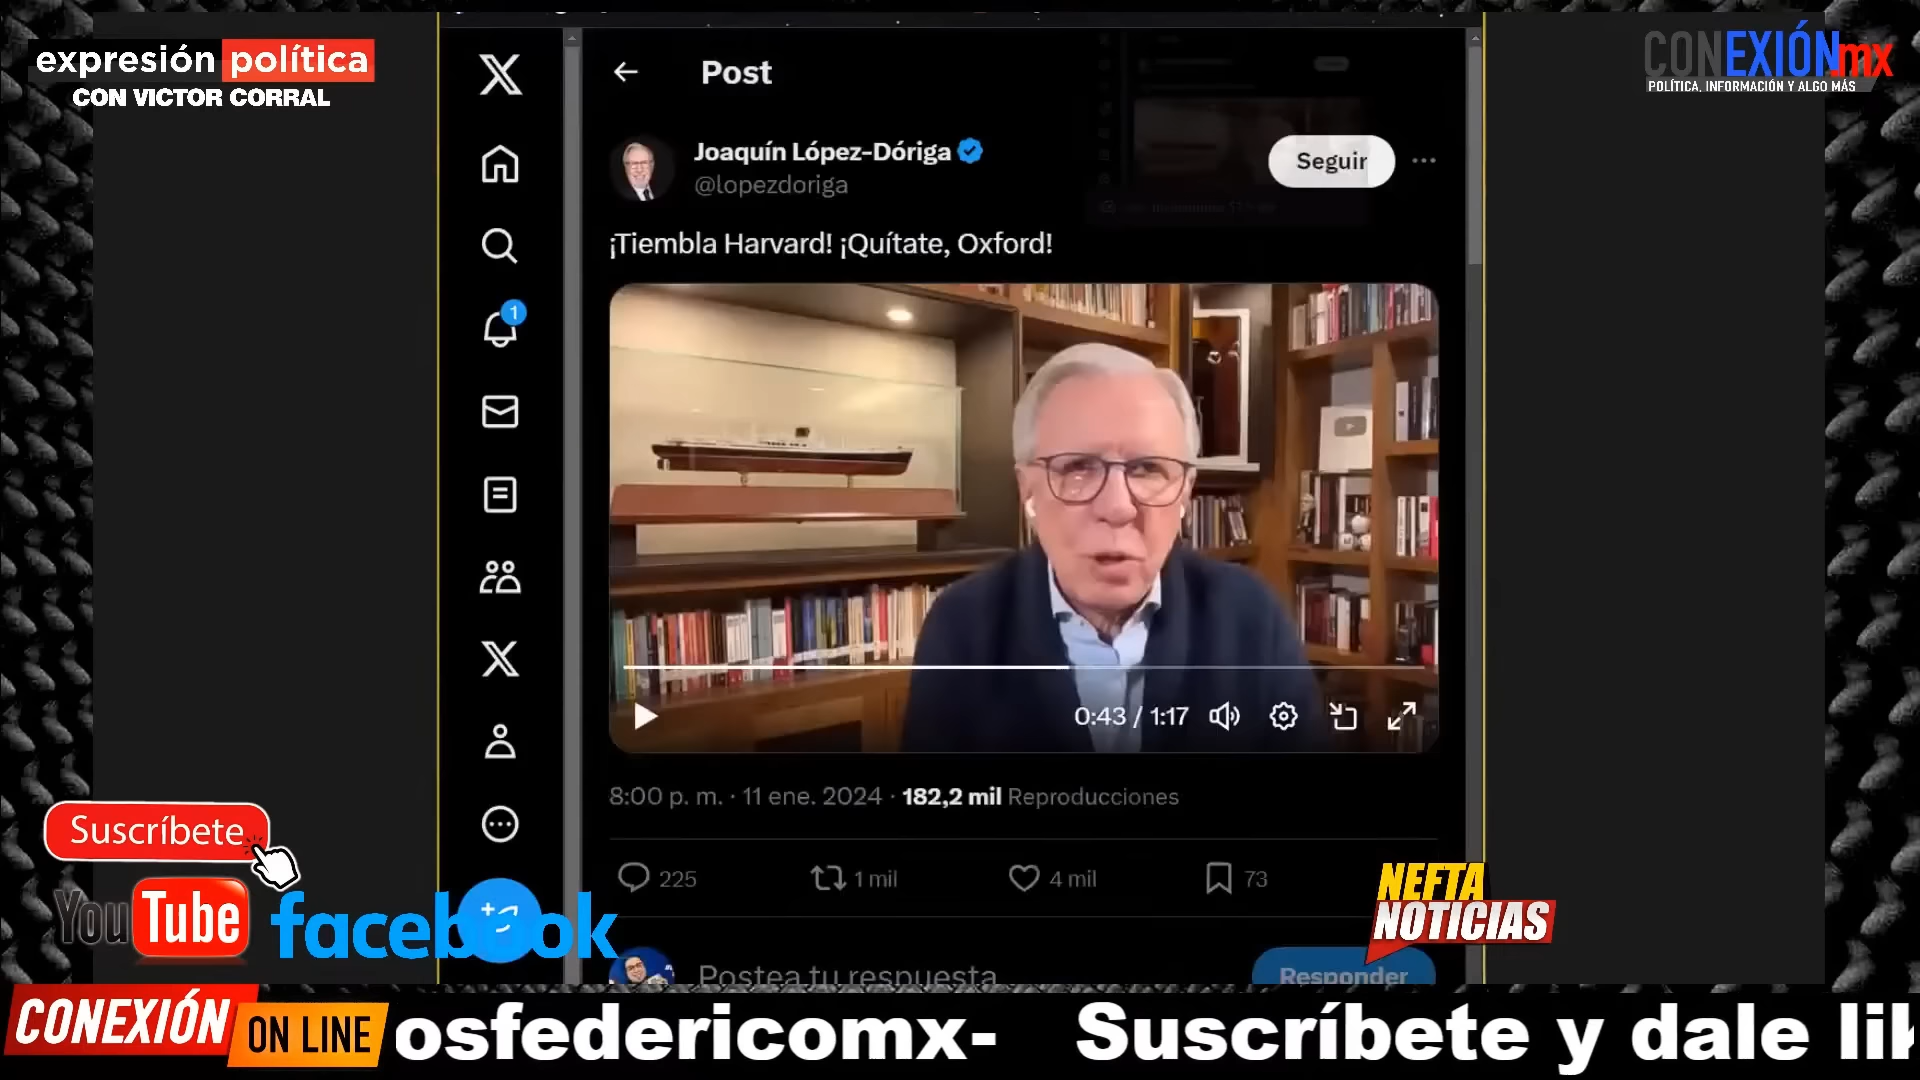 expresión política
CON VICTOR CORRAL
CONEXIÓNmx
POLÍTICA, INFORMACIÓN Y ALGO MÁS
Post
Joaquín López-Dóriga
@lopezdoriga
Seguir
¡Tiembla Harvard! ¡Quítate, Oxford!
1
0:43 / 1:17
8:00 p. m. · 11 ene. 2024 · 182,2 mil Reproducciones
225
1 mil
4 mil
73
Suscríbete
YouTube
facebook
NEFTA
NOTICIAS
Postea tu respuesta
Responder
CONEXIÓN
ON LINE
osfedericomx- Suscríbete y dale lik